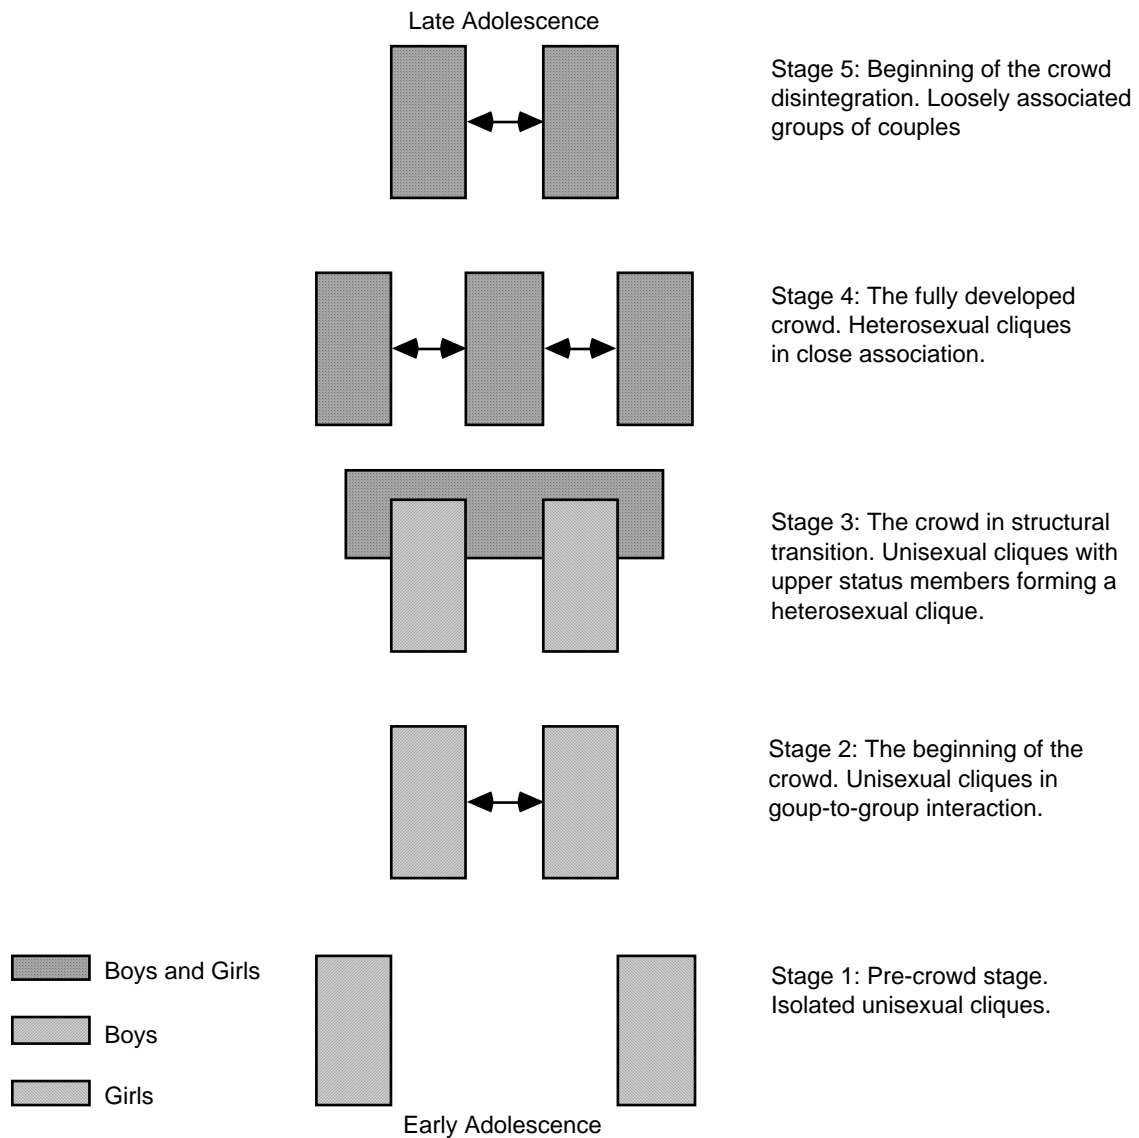 Late Adolescence
Stage 5: Beginning of the crowd
disintegration. Loosely associated
groups of couples
Stage 4: The fully developed
crowd. Heterosexual cliques
in close association.
Stage 3: The crowd in structural
transition. Unisexual cliques with
upper status members forming a
heterosexual clique.
Stage 2: The beginning of the
crowd. Unisexual cliques in
goup-to-group interaction.
Stage 1: Pre-crowd stage.
Isolated unisexual cliques.
Boys and Girls
Boys
Girls
Early Adolescence